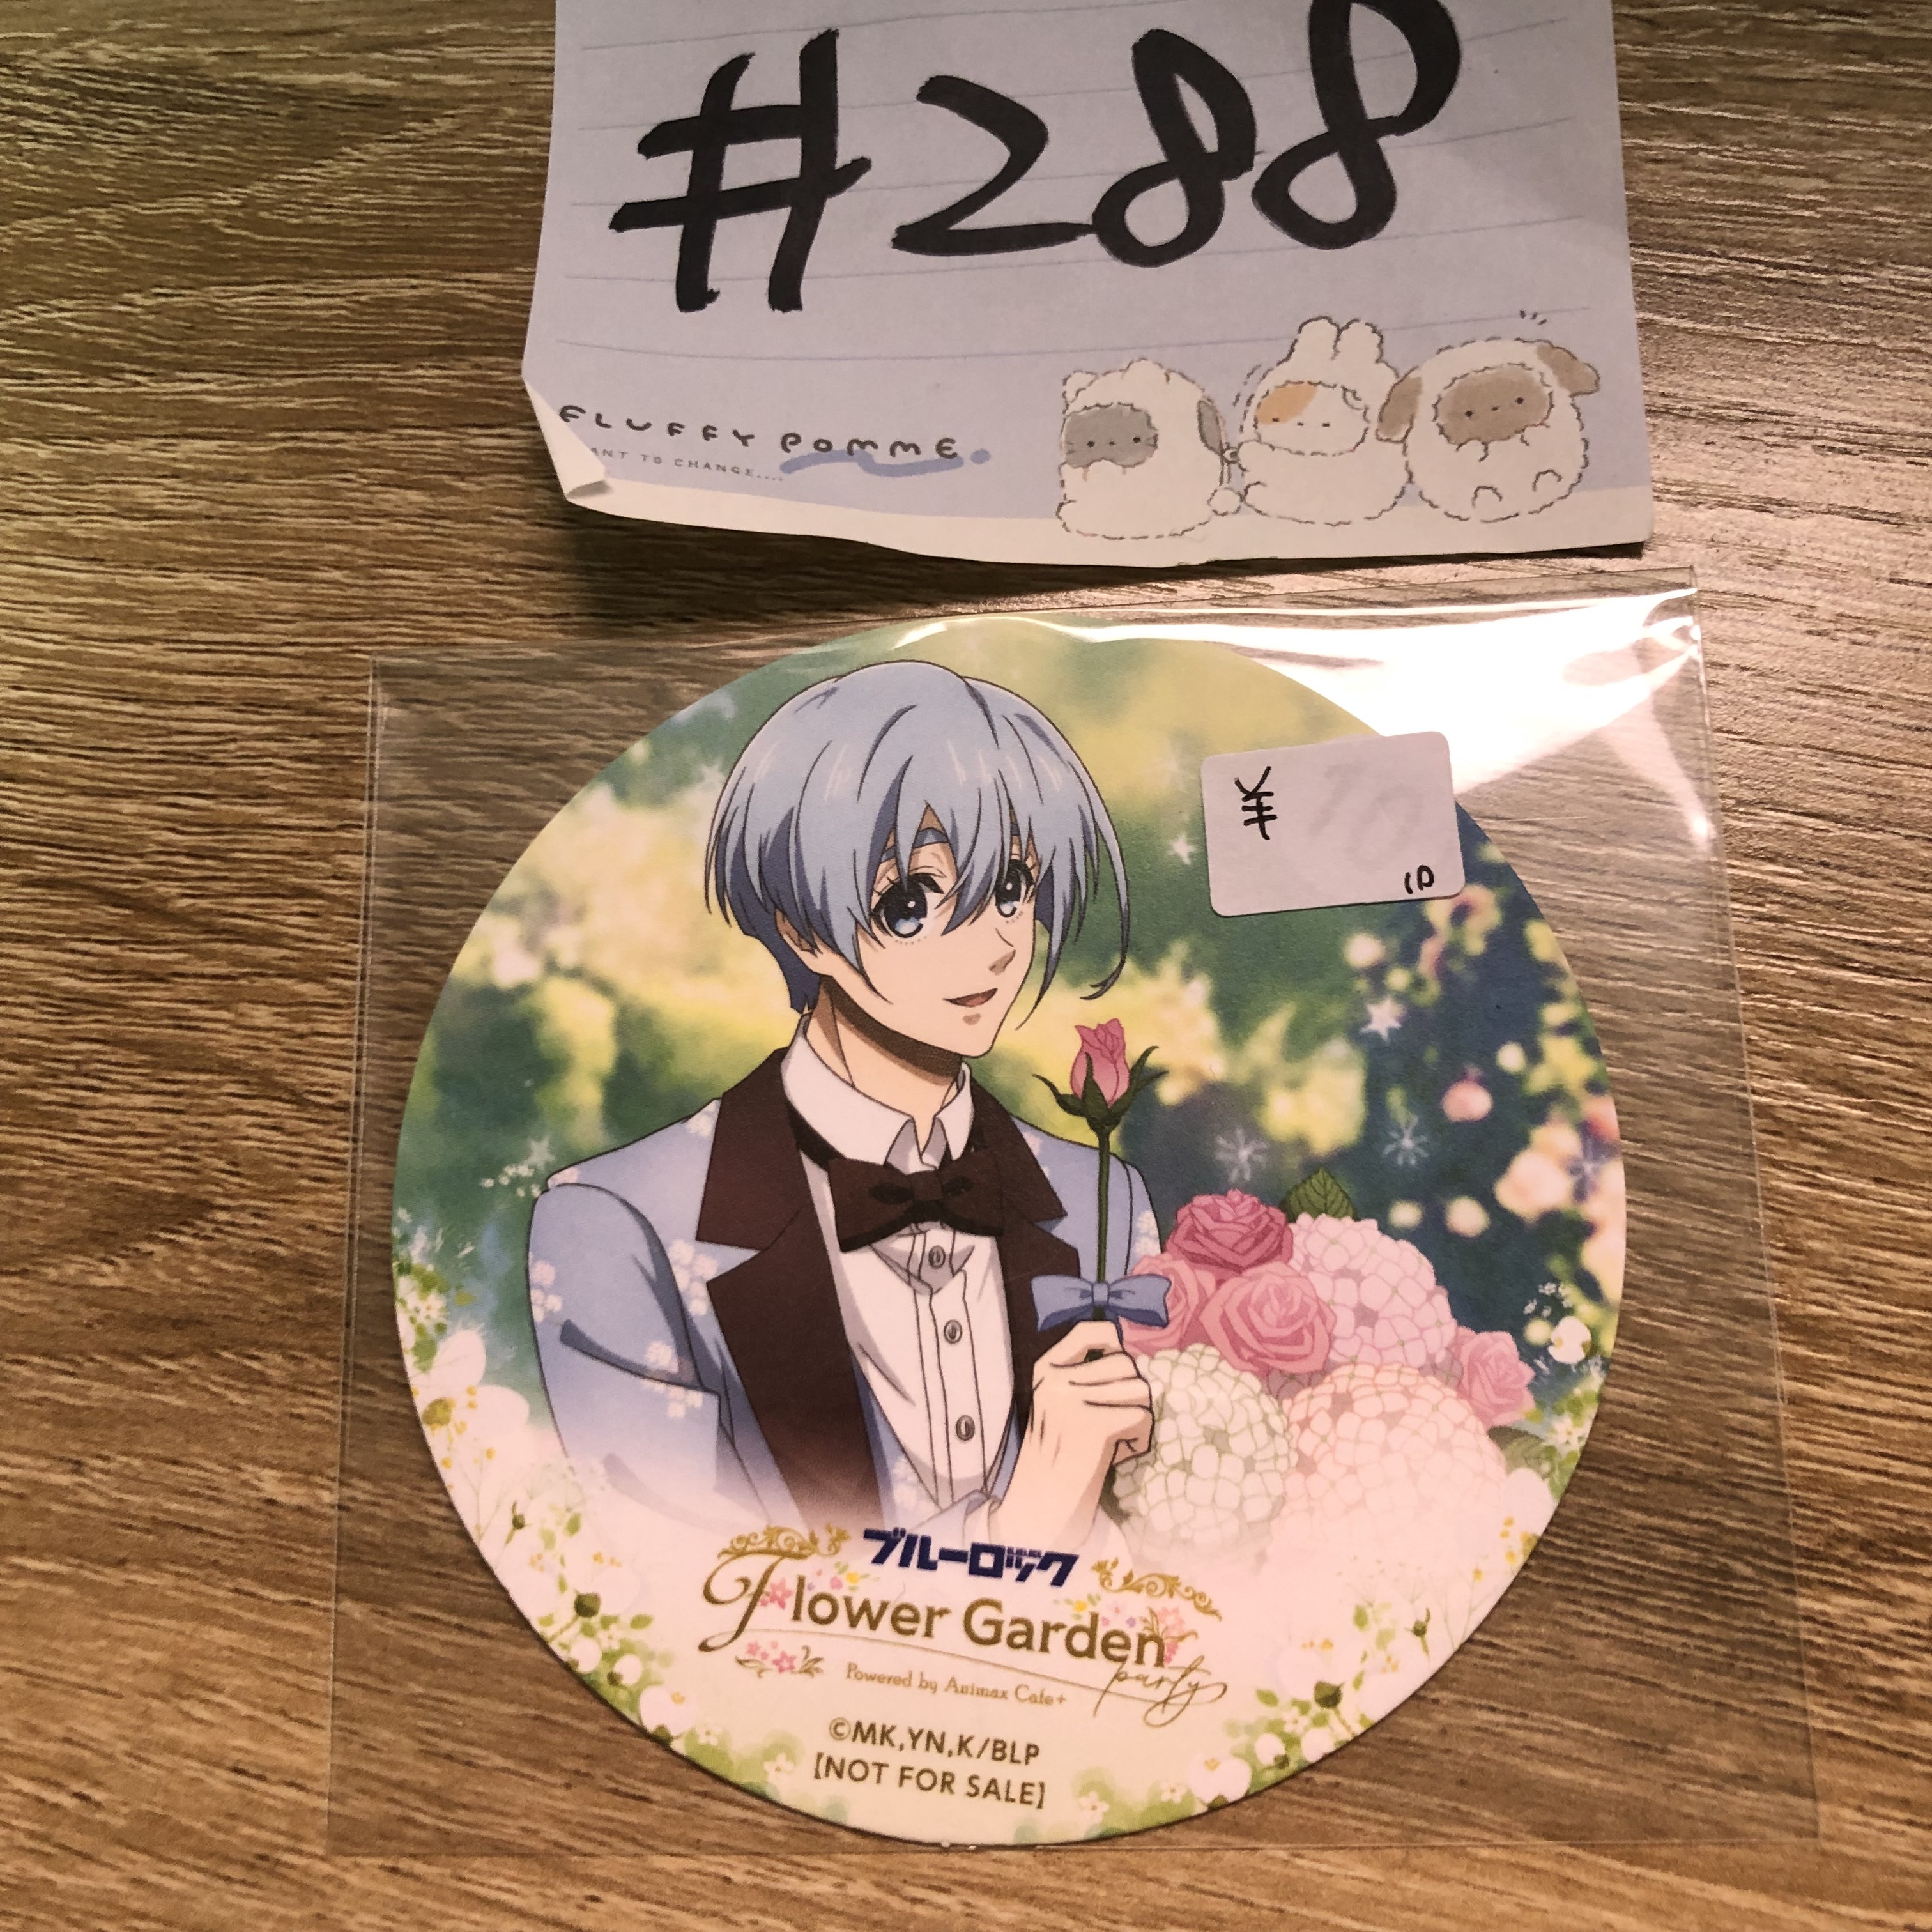 #288
FLUFFY POMME.
ANT TO CHANGE....
¥
10
ブルーロック
Flower Garden
party
Powered by Animax Cafe+
©MK,YN,K/BLP
【NOT FOR SALE】